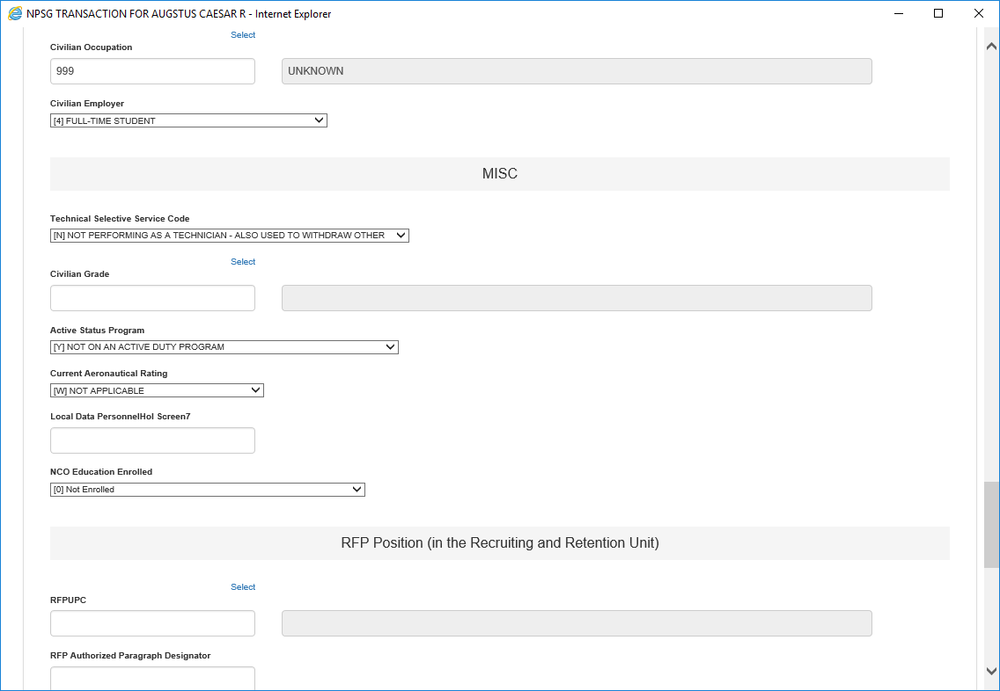 NPSG TRANSACTION FOR AUGSTUS CAESAR R - Internet Explorer
Select
Civilian Occupation
999 UNKNOWN
Civilian Employer
[4] FULL-TIME STUDENT
MISC
Technical Selective Service Code
[N] NOT PERFORMING AS A TECHNICIAN - ALSO USED TO WITHDRAW OTHER
Select
Civilian Grade
Active Status Program
[Y] NOT ON AN ACTIVE DUTY PROGRAM
Current Aeronautical Rating
[W] NOT APPLICABLE
Local Data PersonnelHol Screen7
NCO Education Enrolled
[0] Not Enrolled
RFP Position (in the Recruiting and Retention Unit)
Select
RFPUPC
RFP Authorized Paragraph Designator